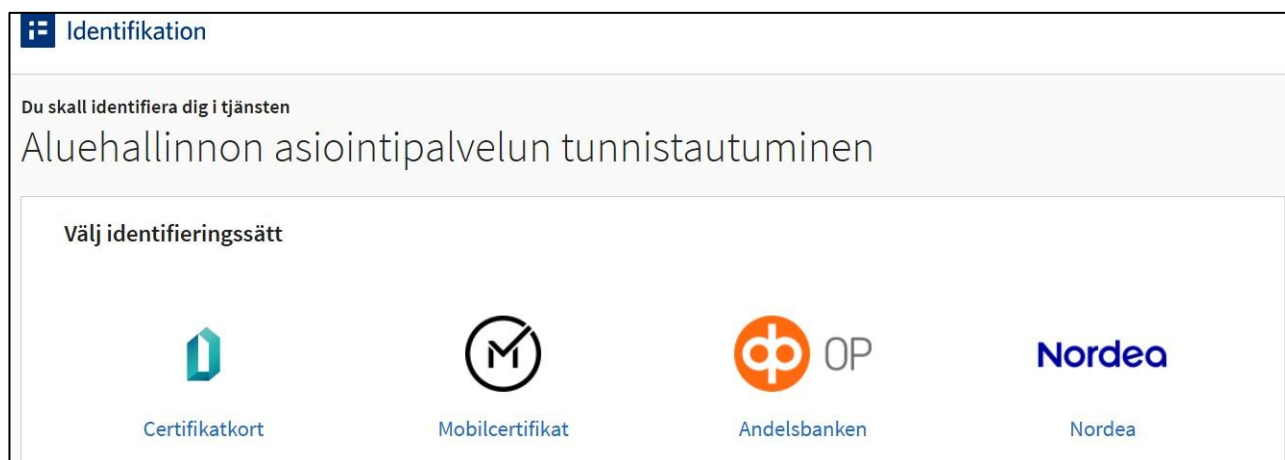 Identifikation
Du skall identifiera dig i tjänsten
Aluehallinnon asiointipalvelun tunnistautuminen
Välj identifieringssätt
OP Nordea
Certifikatkort Mobilcertifikat Andelsbanken Nordea